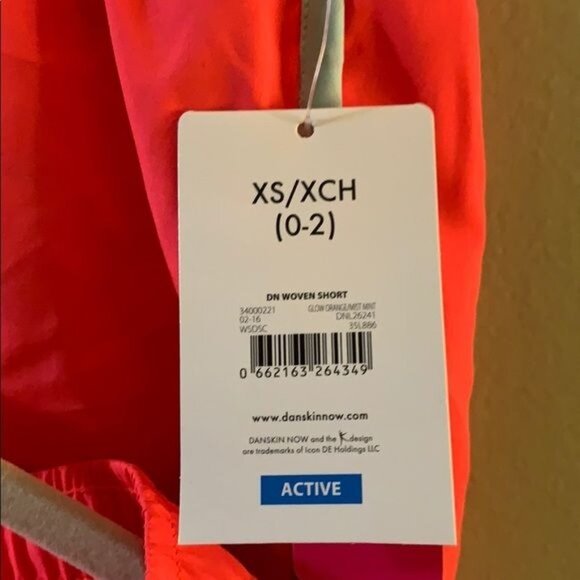 XS/XCH
(0-2)
DN WOVEN SHORT
34000221 GLOW ORANGE/MIST MINT
02-16 DNL26241
WSDSC 35L886
0 662163 264349
www.danskinnow.com
DANSKIN NOW and the design
are trademarks of Icon DE Holdings LLC
ACTIVE